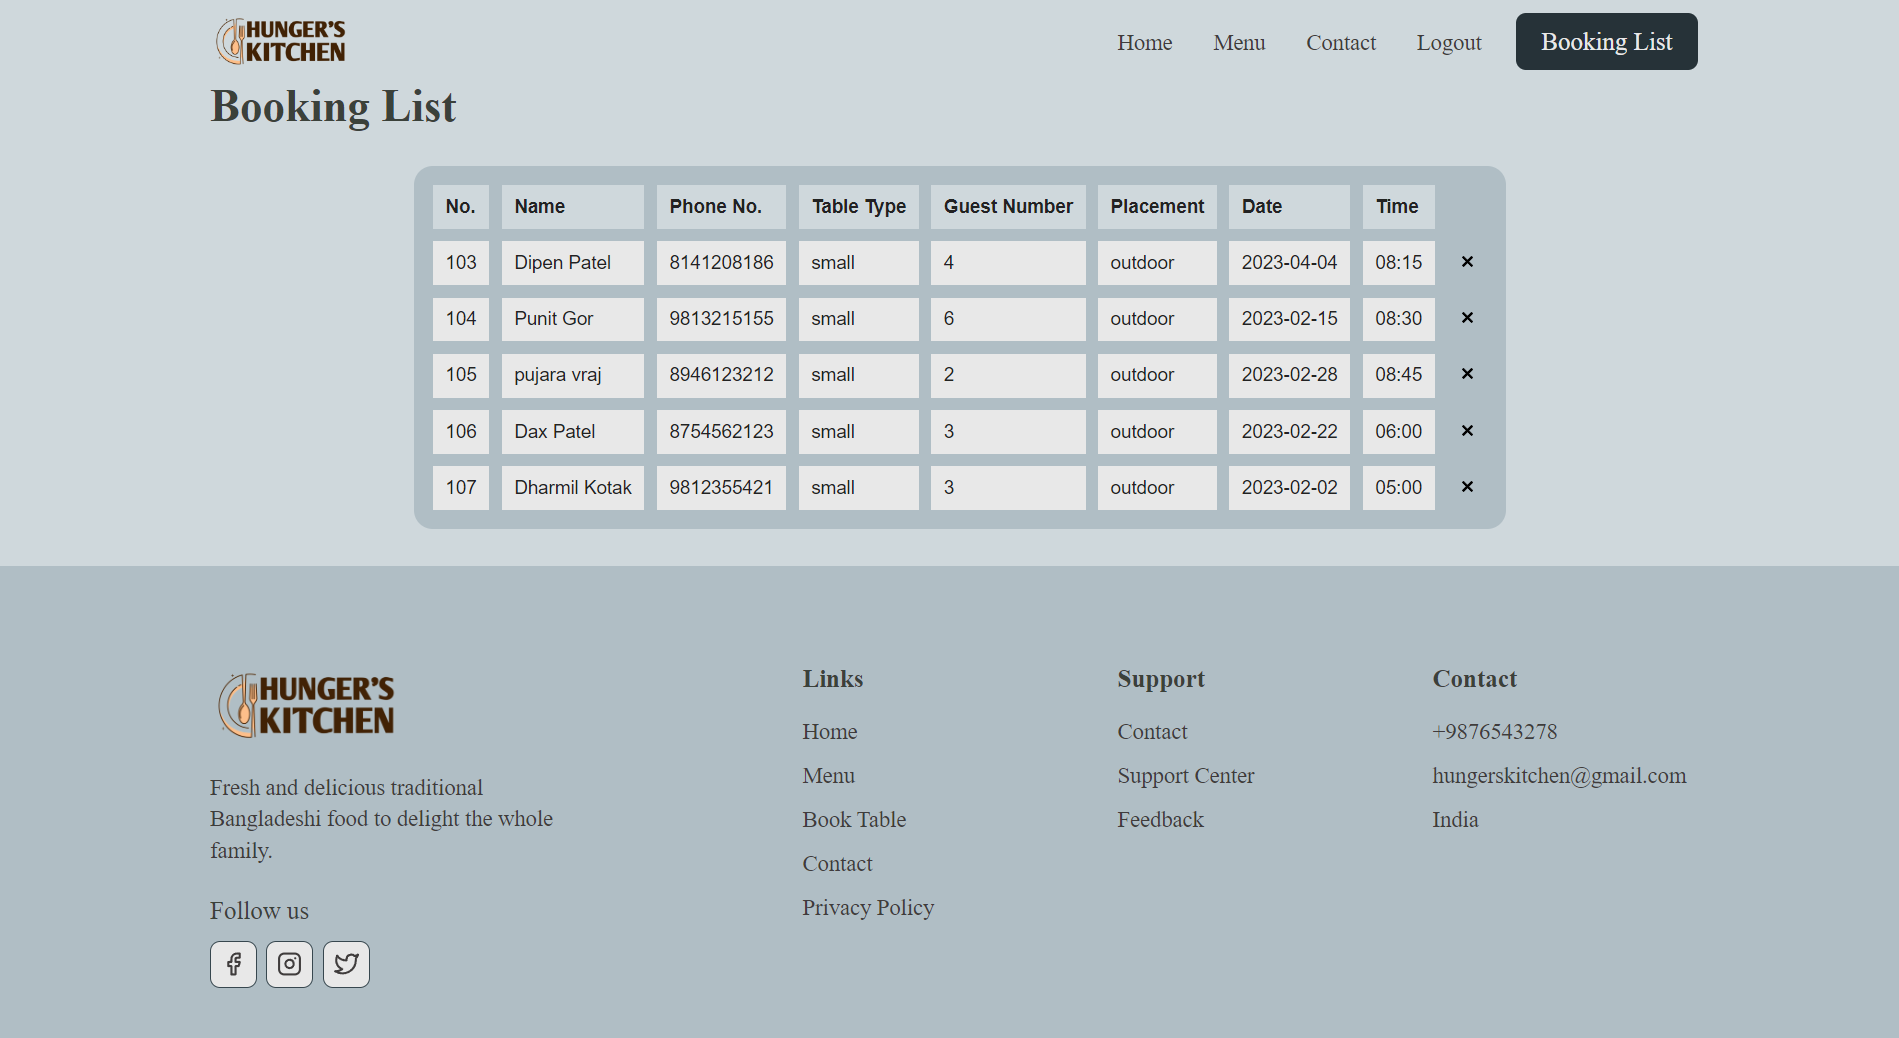 HUNGER'S
KITCHEN
Home Menu Contact Logout Booking List
Booking List
No. Name Phone No. Table Type Guest Number Placement Date Time
103 Dipen Patel 8141208186 small 4 outdoor 2023-04-04 08:15 ×
104 Punit Gor 9813215155 small 6 outdoor 2023-02-15 08:30 ×
105 pujara vraj 8946123212 small 2 outdoor 2023-02-28 08:45 ×
106 Dax Patel 8754562123 small 3 outdoor 2023-02-22 06:00 ×
107 Dharmil Kotak 9812355421 small 3 outdoor 2023-02-02 05:00 ×
HUNGER'S
KITCHEN
Fresh and delicious traditional
Bangladeshi food to delight the whole
family.
Follow us
Links
Home
Menu
Book Table
Contact
Privacy Policy
Support
Contact
Support Center
Feedback
Contact
+9876543278
hungerskitchen@gmail.com
India